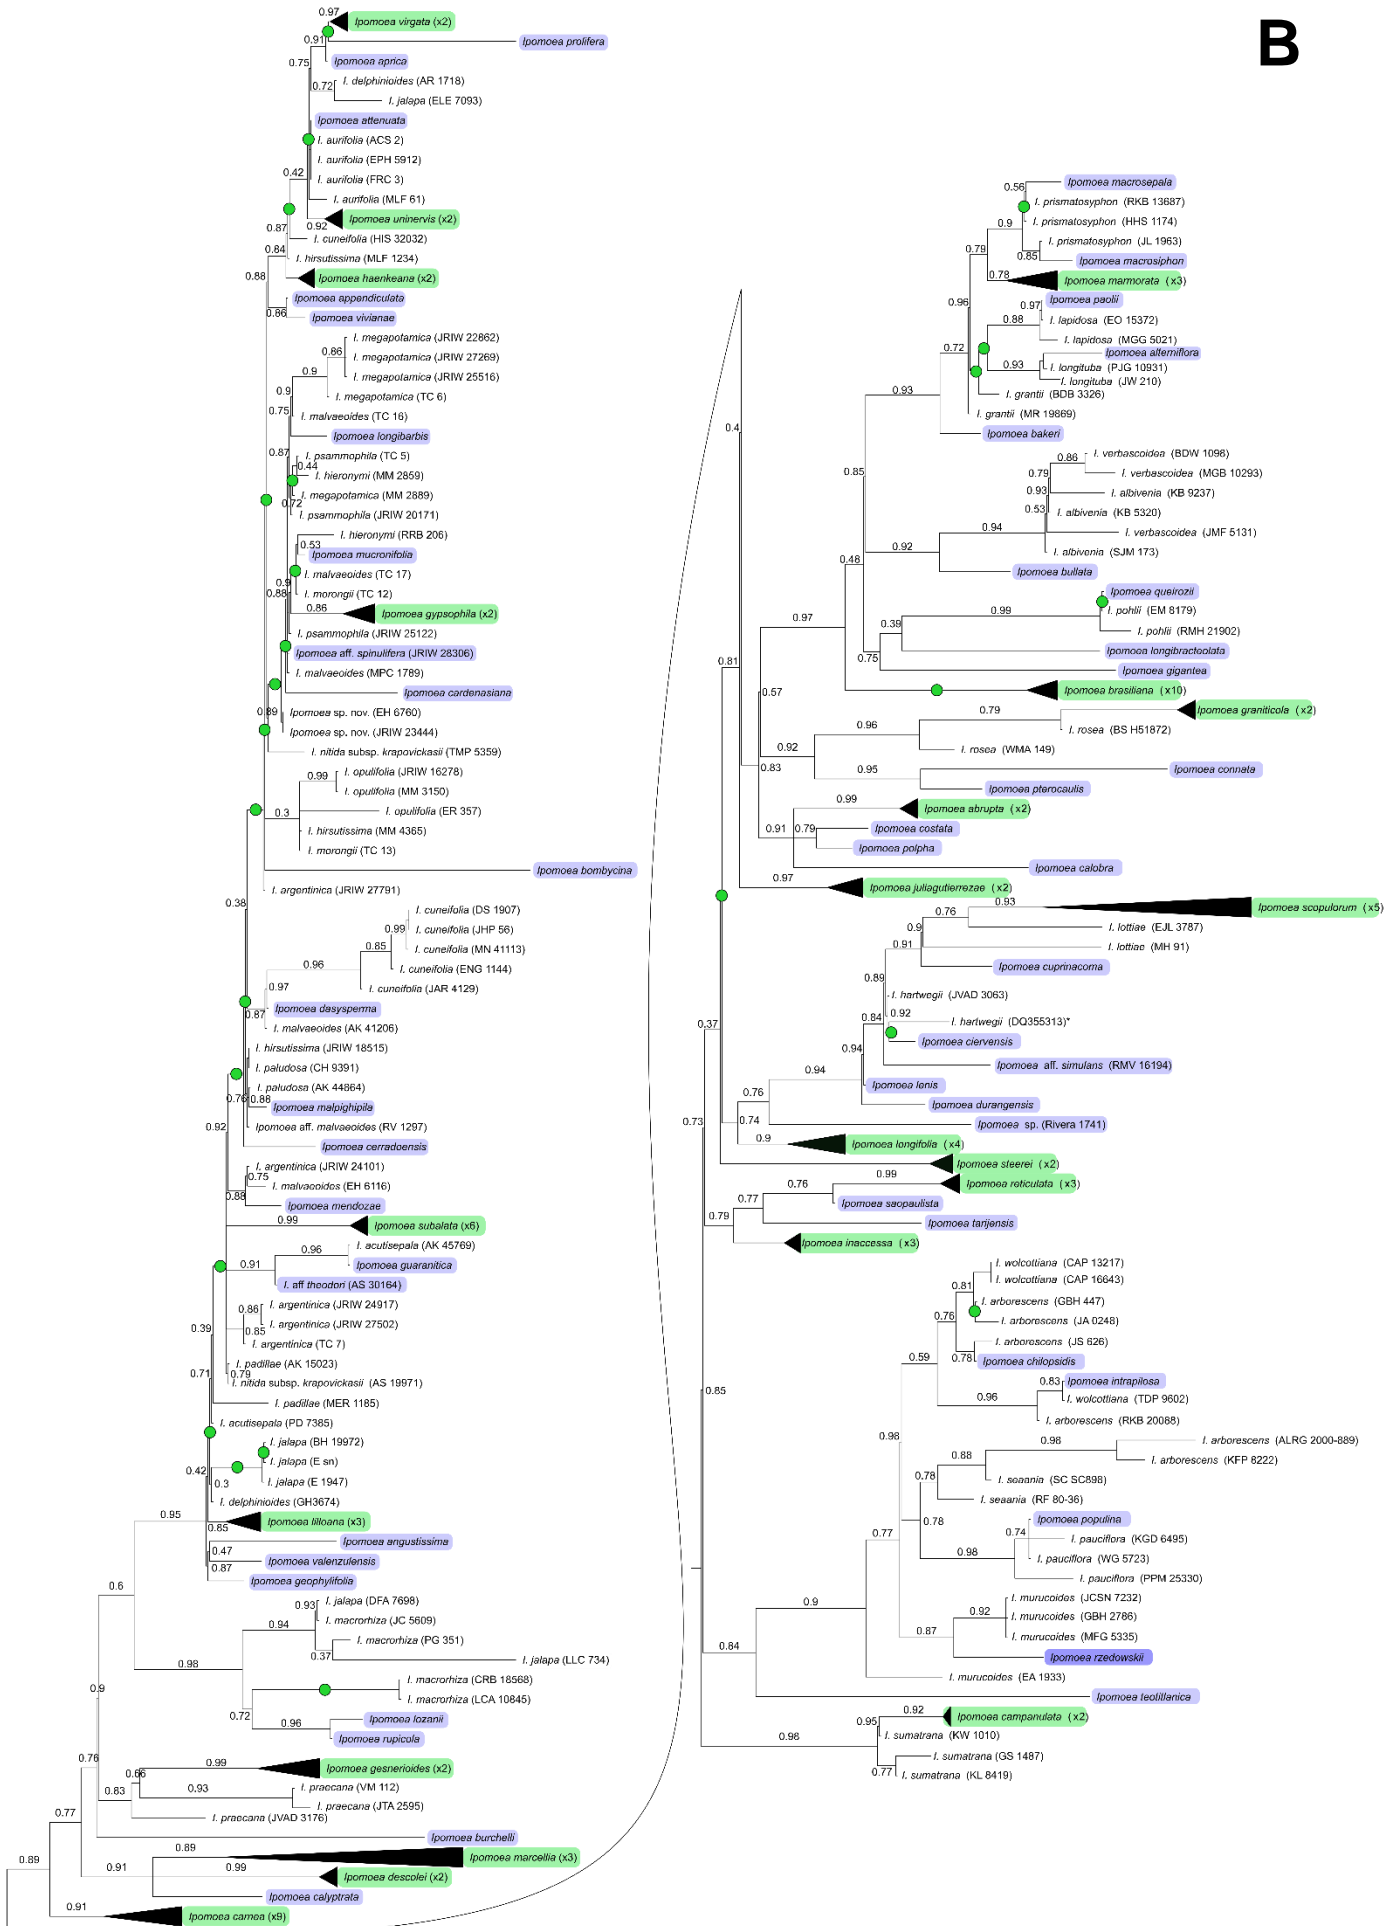 B
0.97
Ipomoea virgata (x2)
0.91
Ipomoea prolifera
0.75
Ipomoea aprica
0.72
I. delphinioides (AR 1718)
I. jalapa (ELE 7093)
Ipomoea attenuata
I. aurifolia (ACS 2)
I. aurifolia (EPH 5912)
0.42
I. aurifolia (FRC 3)
I. aurifolia (MLF 61)
0.92
Ipomoea uninervis (x2)
0.87
I. cuneifolia (HIS 32032)
0.84
I. hirsutissima (MLF 1234)
0.88
Ipomoea haenkeana (x2)
Ipomoea appendiculata
0.86
Ipomoea vivianae
I. megapotamica (JRIW 22862)
0.86
I. megapotamica (JRIW 27269)
0.9
I. megapotamica (JRIW 25516)
0.9
I. megapotamica (TC 6)
0.75
I. malvaeoides (TC 16)
Ipomoea longibarbis
0.87
I. psammophila (TC 5)
0.44
I. hieronymi (MM 2859)
I. megapotamica (MM 2889)
0.72
I. psammophila (JRIW 20171)
I. hieronymi (RRB 206)
0.53
Ipomoea mucronifolia
I. malvaeoides (TC 17)
0.9
0.88
I. morongii (TC 12)
0.86
Ipomoea gypsophila (x2)
I. psammophila (JRIW 25122)
Ipomoea aff. spinulifera (JRIW 28306)
I. malvaeoides (MPC 1789)
Ipomoea cardenasiana
0.89
Ipomoea sp. nov. (EH 6760)
Ipomoea sp. nov. (JRIW 23444)
I. nitida subsp. krapovickasii (TMP 5359)
0.99
I. opulifolia (JRIW 16278)
I. opulifolia (MM 3150)
0.3
I. opulifolia (ER 357)
I. hirsutissima (MM 4365)
I. morongii (TC 13)
Ipomoea bombycina
I. argentinica (JRIW 27791)
0.38
I. cuneifolia (DS 1907)
0.99
I. cuneifolia (JHP 56)
0.85
I. cuneifolia (MN 41113)
0.96
I. cuneifolia (ENG 1144)
0.97
I. cuneifolia (JAR 4129)
0.87
Ipomoea dasysperma
I. malvaeoides (AK 41206)
I. hirsutissima (JRIW 18515)
I. paludosa (CH 9391)
0.76
0.88
I. paludosa (AK 44864)
Ipomoea malpighipila
0.92
Ipomoea aff. malvaeoides (RV 1297)
Ipomoea cerradoensis
I. argentinica (JRIW 24101)
0.75
I. malvaeoides (EH 6116)
0.88
Ipomoea mendozae
0.99
Ipomoea subalata (x6)
0.96
I. acutisepala (AK 45769)
0.91
Ipomoea guaranitica
I. aff theodori (AS 30164)
0.86
I. argentinica (JRIW 24917)
I. argentinica (JRIW 27502)
0.39
0.85
I. argentinica (TC 7)
I. padillae (AK 15023)
0.71
0.79
I. nitida subsp. krapovickasii (AS 19971)
I. padillae (MER 1185)
I. acutisepala (PD 7385)
I. jalapa (BH 19972)
I. jalapa (E sn)
0.42
0.3
I. jalapa (E 1947)
I. delphinioides (GH3674)
0.95
0.85
Ipomoea lilloana (x3)
Ipomoea angustissima
0.47
Ipomoea valenzulensis
0.87
Ipomoea geophylifolia
0.6
0.93
I. jalapa (DFA 7698)
0.94
I. macrorhiza (JC 5609)
I. macrorhiza (PG 351)
0.37
I. jalapa (LLC 734)
0.98
I. macrorhiza (CRB 18568)
I. macrorhiza (LCA 10845)
0.72
Ipomoea lozanii
0.96
Ipomoea rupicola
0.9
0.76
0.99
Ipomoea gesnerioides (x2)
0.66
0.83
0.93
I. praecana (VM 112)
I. praecana (JTA 2595)
0.77
I. praecana (JVAD 3176)
Ipomoea burchelli
0.89
Ipomoea marcellia (x3)
0.89
0.91
0.99
Ipomoea descolei (x2)
Ipomoea calyptrata
0.91
Ipomoea carnea (x9)
0.56
Ipomoea macrosepala
I. prismatosyphon (RKB 13687)
0.9
I. prismatosyphon (HHS 1174)
0.79
I. prismatosyphon (JL 1963)
0.85
Ipomoea macrosiphon
0.78
Ipomoea marmorata (x3)
0.96
0.97
Ipomoea paolii
0.88
I. lapidosa (EO 15372)
I. lapidosa (MGG 5021)
0.72
Ipomoea alterniflora
0.93
I. longituba (PJG 10931)
I. longituba (JW 210)
0.93
I. grantii (BDB 3326)
I. grantii (MR 19869)
0.4
Ipomoea bakeri
0.86
I. verbascoidea (BDW 1098)
0.85
0.79
I. verbascoidea (MGB 10293)
0.93
I. albivenia (KB 9237)
0.53
I. albivenia (KB 5320)
0.94
I. verbascoidea (JMF 5131)
0.92
I. albivenia (SJM 173)
0.48
Ipomoea bullata
Ipomoea queirozii
0.99
I. pohlii (EM 8179)
0.97
0.39
I. pohlii (RMH 21902)
0.75
Ipomoea longibracteolata
0.81
Ipomoea gigantea
0.57
Ipomoea brasiliana (x10)
0.79
Ipomoea graniticola (x2)
0.96
I. rosea (BS H51872)
0.92
I. rosea (WMA 149)
0.83
0.95
Ipomoea connata
Ipomoea pterocaulis
0.99
Ipomoea abrupta (x2)
0.91
0.79
Ipomoea costata
Ipomoea polpha
Ipomoea calobra
0.97
Ipomoea juliagutierrezae (x2)
0.93
Ipomoea scopulorum (x5)
0.76
0.9
I. lottiae (EJL 3787)
0.91
I. lottiae (MH 91)
Ipomoea cuprinacoma
0.89
I. hartwegii (JVAD 3063)
0.37
0.84
0.92
I. hartwegii (DQ355313)*
Ipomoea ciervensis
0.94
Ipomoea aff. simulans (RMV 16194)
0.94
Ipomoea lenis
0.76
Ipomoea durangensis
0.73
0.74
Ipomoea sp. (Rivera 1741)
0.9
Ipomoea longifolia (x4)
Ipomoea steerei (x2)
0.99
Ipomoea reticulata (x3)
0.76
0.77
Ipomoea saopaulista
0.79
Ipomoea tarijensis
Ipomoea inaccessa (x3)
I. wolcottiana (CAP 13217)
0.81
I. wolcottiana (CAP 16643)
I. arborescens (GBH 447)
0.76
I. arborescens (JA 0248)
0.59
I. arborescens (JS 626)
0.78
Ipomoea chilopsidis
0.83
Ipomoea intrapilosa
0.85
0.96
I. wolcottiana (TDP 9602)
I. arborescens (RKB 20088)
0.98
0.98
I. arborescens (ALRG 2000-889)
0.88
I. arborescens (KFP 8222)
0.78
I. seaania (SC SC898)
I. seaania (RF 80-36)
0.78
Ipomoea populina
0.74
I. pauciflora (KGD 6495)
0.77
0.98
I. pauciflora (WG 5723)
I. pauciflora (PPM 25330)
I. murucoides (JCSN 7232)
0.9
0.92
I. murucoides (GBH 2786)
0.87
I. murucoides (MFG 5335)
0.84
Ipomoea rzedowskii
I. murucoides (EA 1933)
Ipomoea teotitlanica
0.92
Ipomoea campanulata (x2)
0.95
0.96
I. sumatrana (KW 1010)
I. sumatrana (GS 1487)
0.77
I. sumatrana (KL 8419)